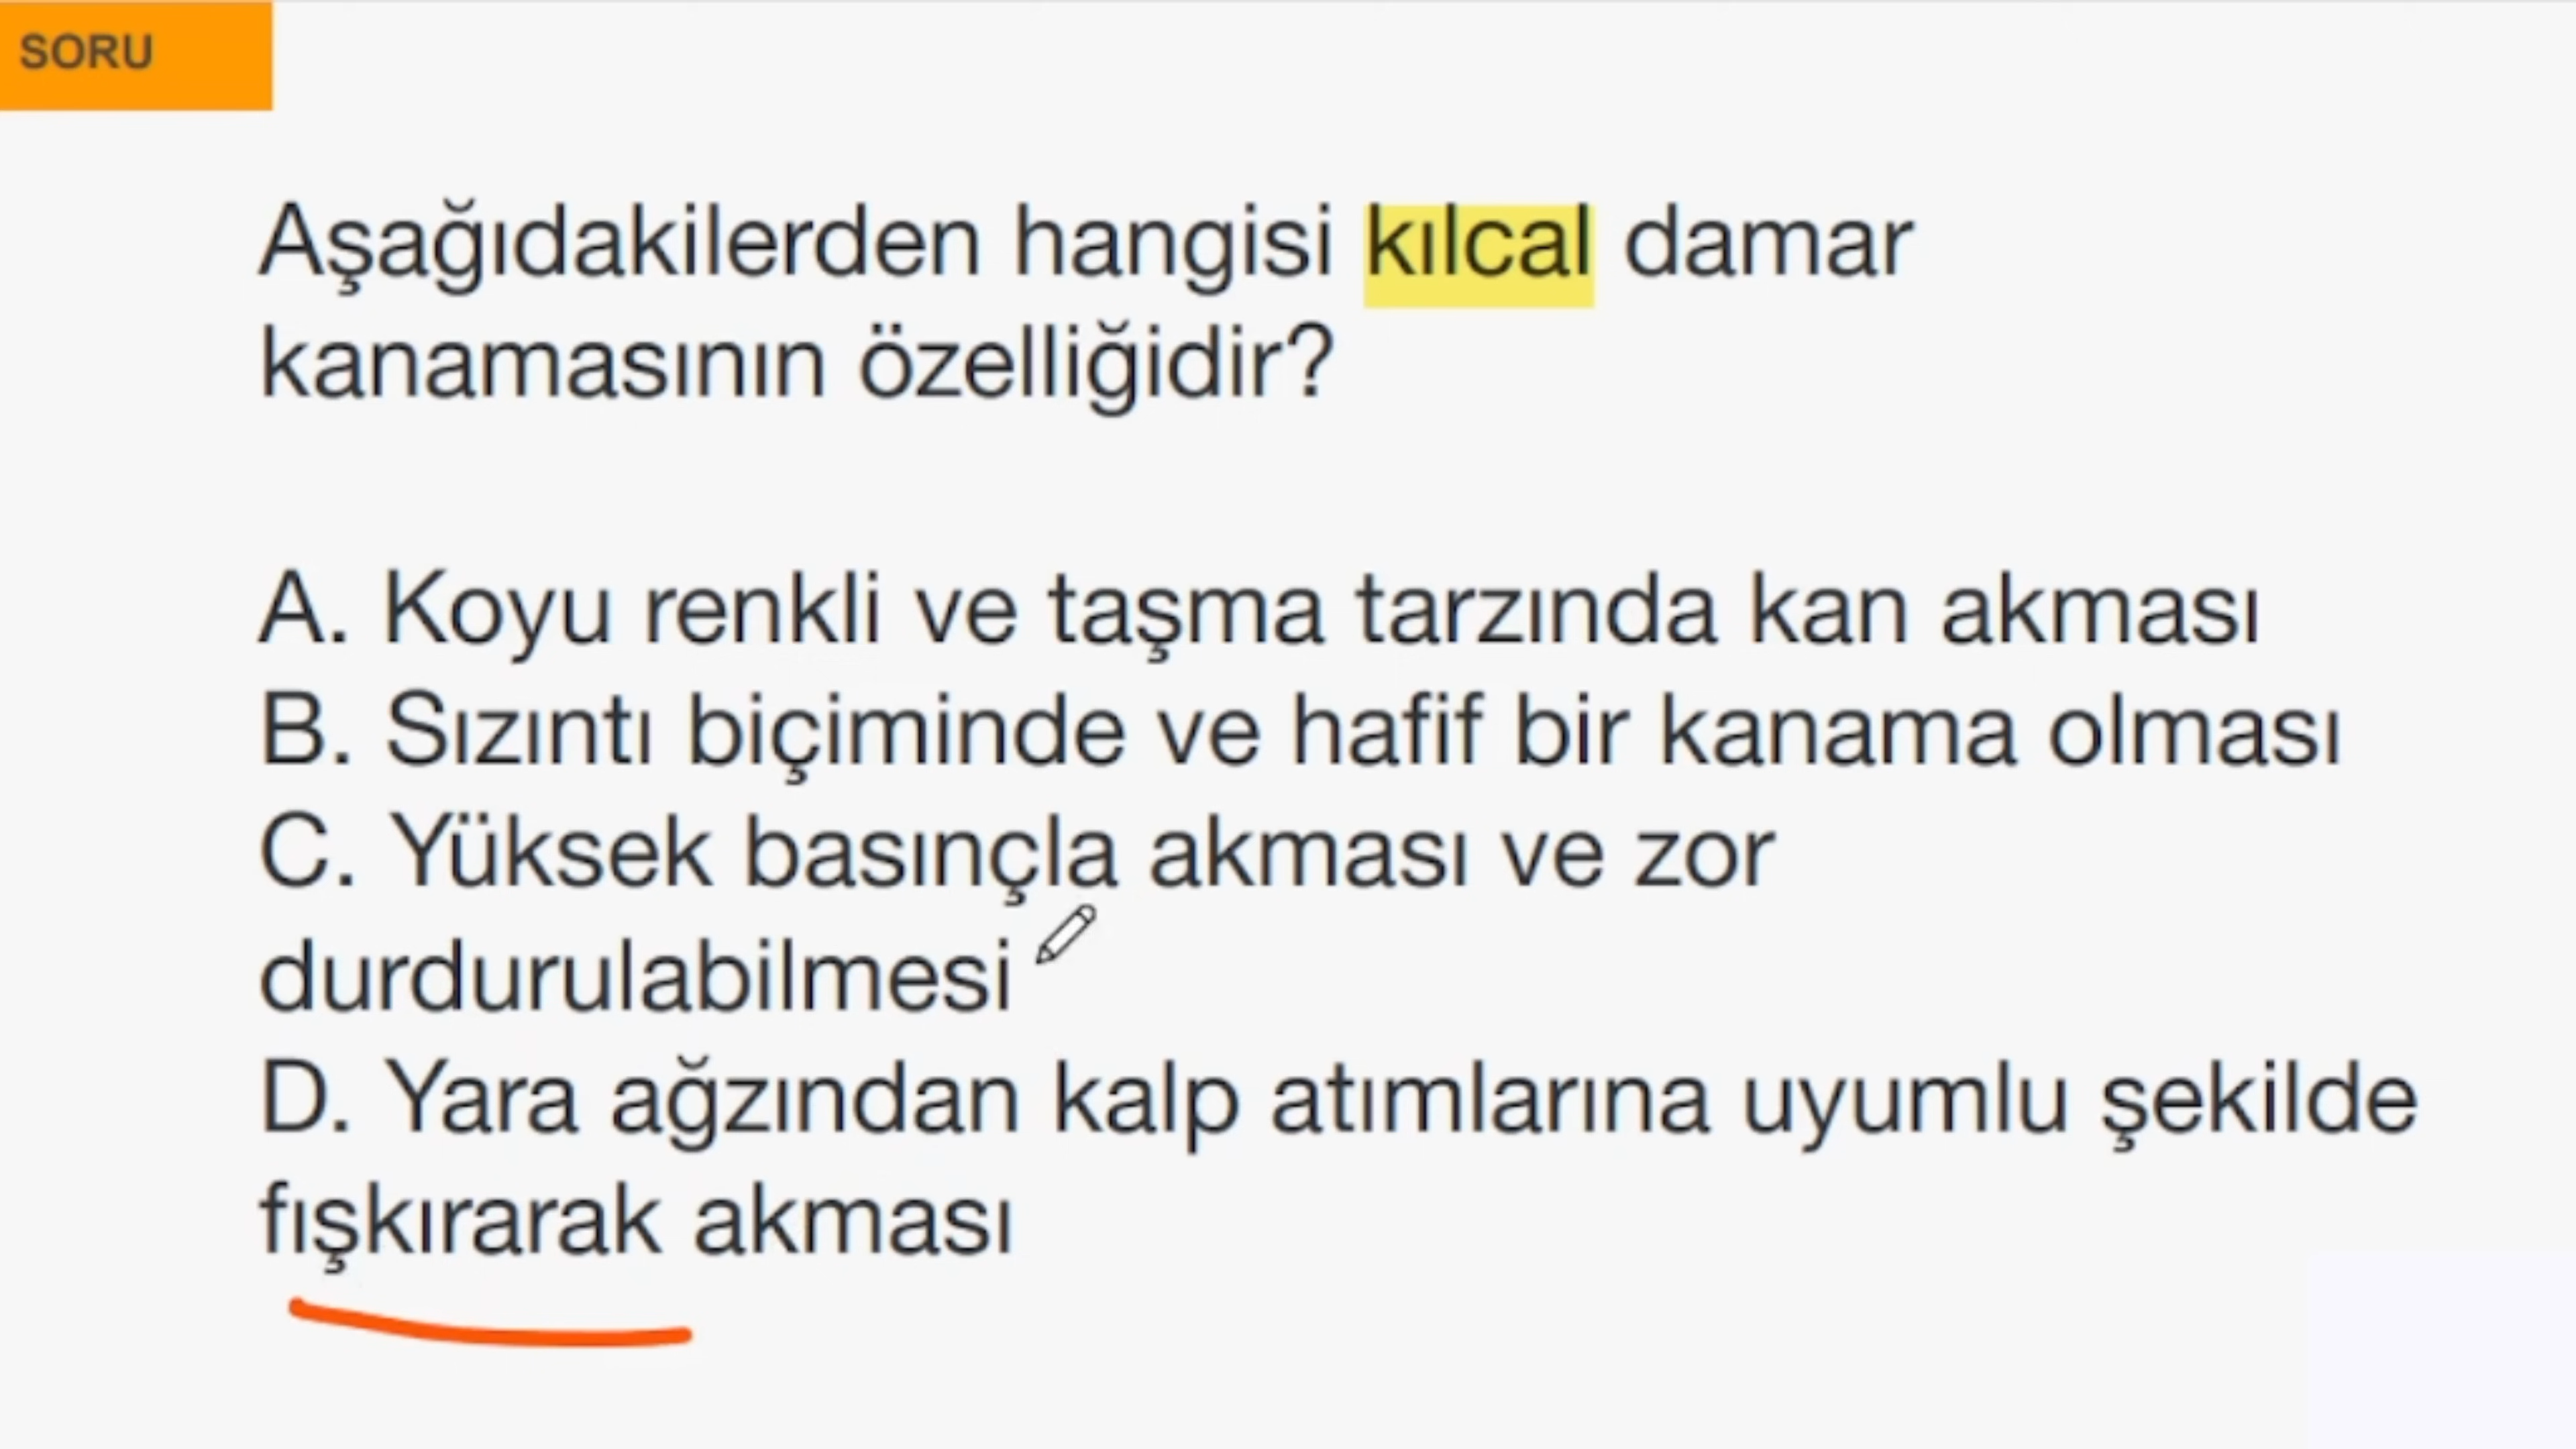 SORU
Aşağıdakilerden hangisi kılcal damar
kanamasının özelliğidir?
A. Koyu renkli ve taşma tarzında kan akması
B. Sızıntı biçiminde ve hafif bir kanama olması
C. Yüksek basınçla akması ve zor
durdurulabilmesi
D. Yara ağzından kalp atımlarına uyumlu şekilde
fışkırarak akması